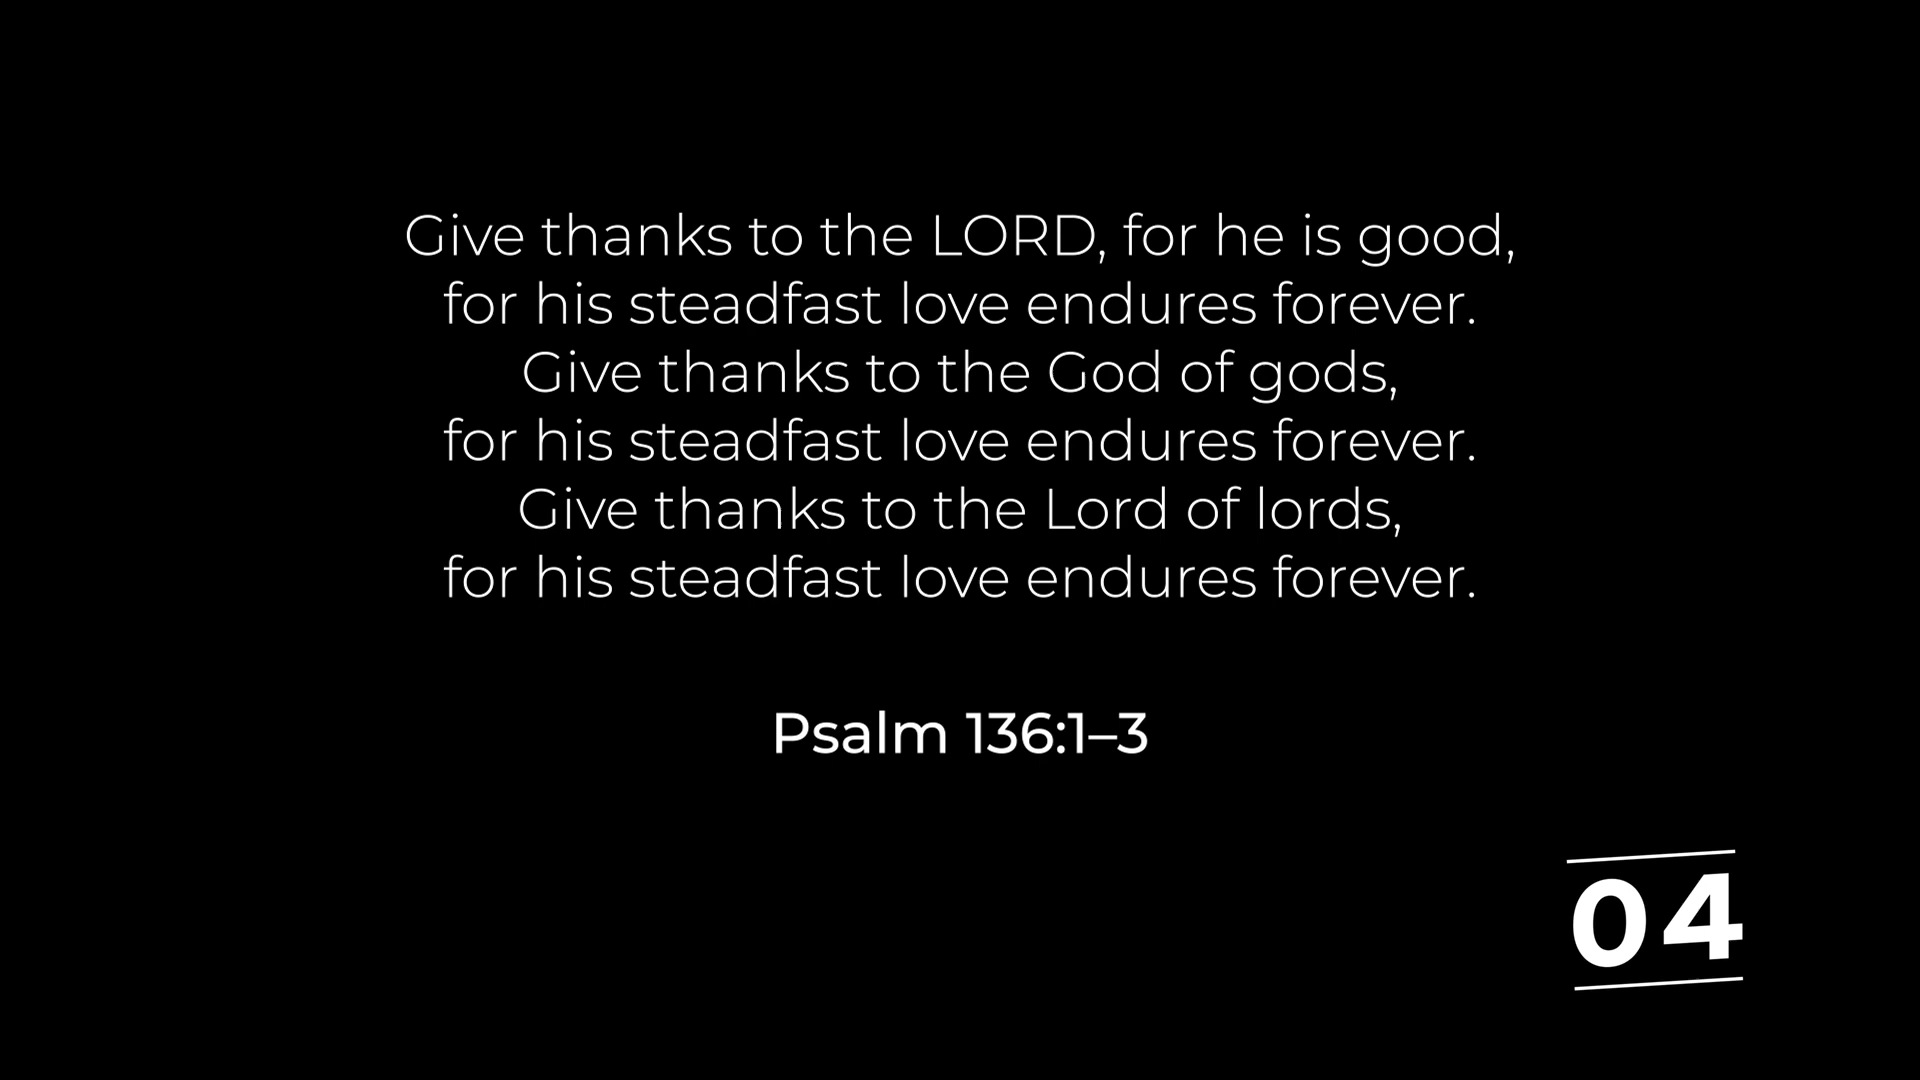 Give thanks to the LORD, for he is good,
for his steadfast love endures forever.
Give thanks to the God of gods,
for his steadfast love endures forever.
Give thanks to the Lord of lords,
for his steadfast love endures forever.
Psalm 136:1–3
04